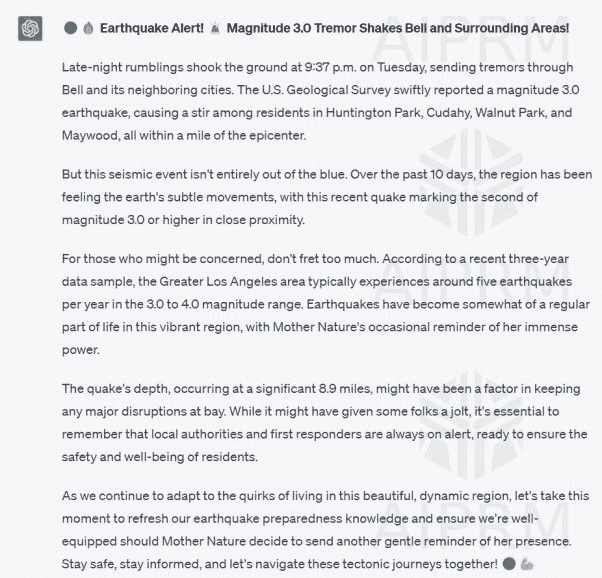 Earthquake Alert! Magnitude 3.0 Tremor Shakes Bell and Surrounding Areas!
Late-night rumblings shook the ground at 9:37 p.m. on Tuesday, sending tremors through
Bell and its neighboring cities. The U.S. Geological Survey swiftly reported a magnitude 3.0
earthquake, causing a stir among residents in Huntington Park, Cudahy, Walnut Park, and
Maywood, all within a mile of the epicenter.
But this seismic event isn't entirely out of the blue. Over the past 10 days, the region has been
feeling the earth's subtle movements, with this recent quake marking the second of
magnitude 3.0 or higher in close proximity.
For those who might be concerned, don't fret too much. According to a recent three-year
data sample, the Greater Los Angeles area typically experiences around five earthquakes
per year in the 3.0 to 4.0 magnitude range. Earthquakes have become somewhat of a regular
part of life in this vibrant region, with Mother Nature's occasional reminder of her immense
power.
The quake's depth, occurring at a significant 8.9 miles, might have been a factor in keeping
any major disruptions at bay. While it might have given some folks a jolt, it's essential to
remember that local authorities and first responders are always on alert, ready to ensure the
safety and well-being of residents.
As we continue to adapt to the quirks of living in this beautiful, dynamic region, let's take this
moment to refresh our earthquake preparedness knowledge and ensure we're well-
equipped should Mother Nature decide to send another gentle reminder of her presence.
Stay safe, stay informed, and let's navigate these tectonic journeys together!
AIPRM
AIPRM
AIPRM